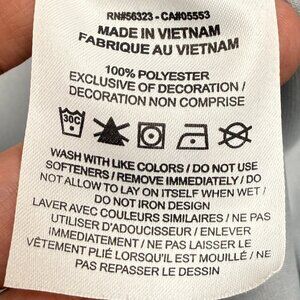 RN#56323 - CA#05553
MADE IN VIETNAM
FABRIQUE AU VIETNAM
100% POLYESTER
EXCLUSIVE OF DECORATION /
DECORATION NON COMPRISE
30C
WASH WITH LIKE COLORS / DO NOT USE
SOFTENERS / REMOVE IMMEDIATELY / DO
NOT ALLOW TO LAY ON ITSELF WHEN WET /
DO NOT IRON DESIGN
LAVER AVEC COULEURS SIMILAIRES / NE PAS
UTILISER D'ADOUCISSEUR / ENLEVER
IMMEDIATEMENT / NE PAS LAISSER LE
VÊTEMENT PLIÉ LORSQU'IL EST MOUILLÉ / NE
PAS REPASSER LE DESSIN